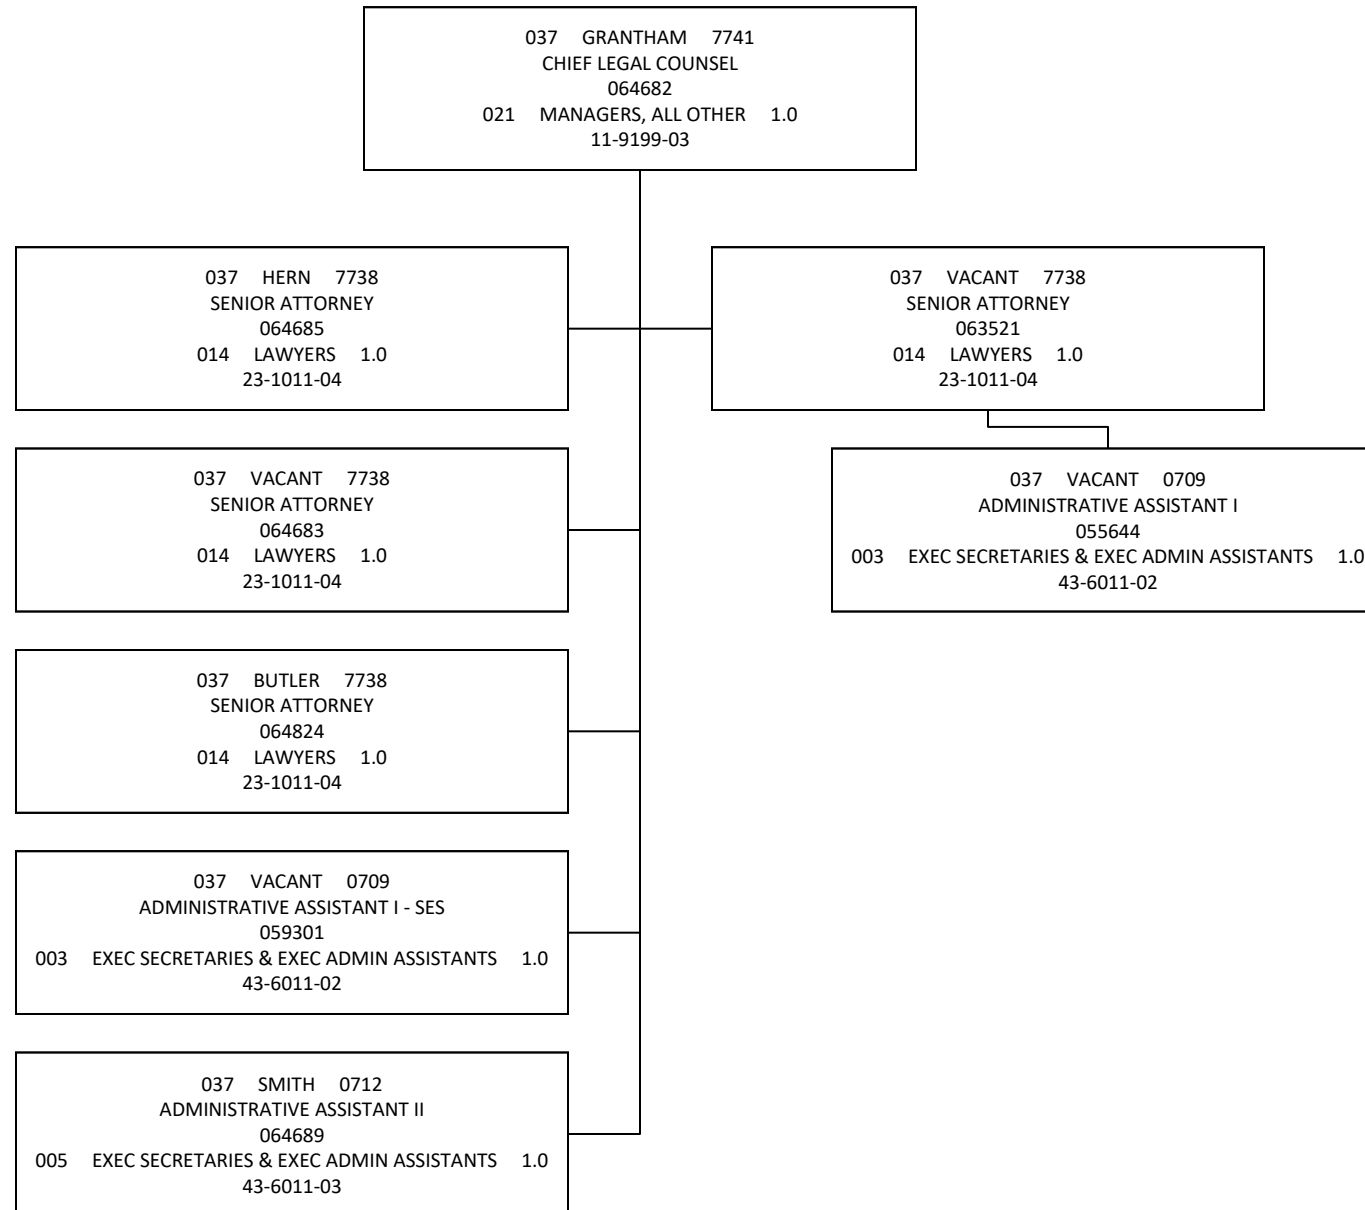 037 GRANTHAM 7741
CHIEF LEGAL COUNSEL
064682
021 MANAGERS, ALL OTHER 1.0
11-9199-03
037 HERN 7738
SENIOR ATTORNEY
064685
014 LAWYERS 1.0
23-1011-04
037 VACANT 7738
SENIOR ATTORNEY
063521
014 LAWYERS 1.0
23-1011-04
037 VACANT 7738
SENIOR ATTORNEY
064683
014 LAWYERS 1.0
23-1011-04
037 VACANT 0709
ADMINISTRATIVE ASSISTANT I
055644
003 EXEC SECRETARIES & EXEC ADMIN ASSISTANTS 1.0
43-6011-02
037 BUTLER 7738
SENIOR ATTORNEY
064824
014 LAWYERS 1.0
23-1011-04
037 VACANT 0709
ADMINISTRATIVE ASSISTANT I - SES
059301
003 EXEC SECRETARIES & EXEC ADMIN ASSISTANTS 1.0
43-6011-02
037 SMITH 0712
ADMINISTRATIVE ASSISTANT II
064689
005 EXEC SECRETARIES & EXEC ADMIN ASSISTANTS 1.0
43-6011-03